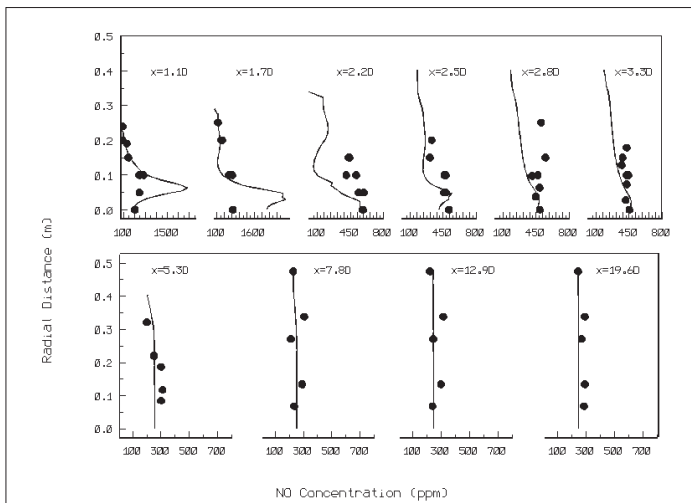 0.5
0.4
0.3
0.2
0.1
0.0
x=1.1D
x=1.7D
x=2.2D
x=2.5D
x=2.8D
x=3.3D
100 1500
100 1600
100 450 800
100 450 800
100 450 800
100 450 800
Radial Distance (m)
0.5
0.4
0.3
0.2
0.1
0.0
x=5.3D
x=7.8D
x=12.9D
x=19.6D
100 300 500 700
100 300 500 700
100 300 500 700
100 300 500 700
NO Concentration (ppm)